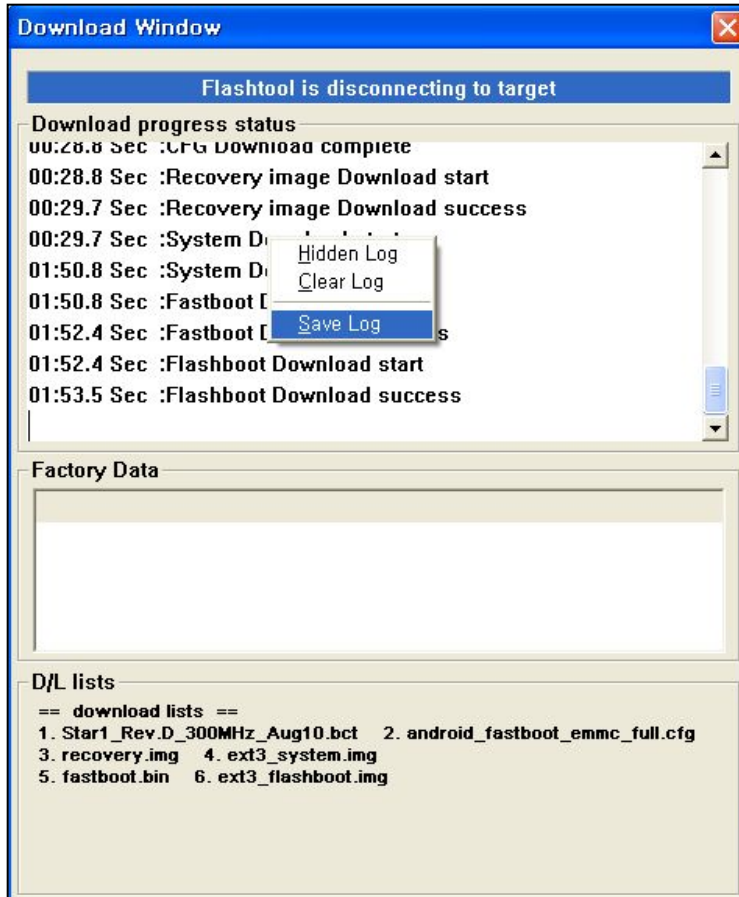 Download Window
Flashtool is disconnecting to target
Download progress status
00:28.8 Sec :CFG Download complete
00:28.8 Sec :Recovery image Download start
00:29.7 Sec :Recovery image Download success
00:29.7 Sec :System
01:50.8 Sec :System
01:50.8 Sec :Fastboot
01:52.4 Sec :Fastboot
01:52.4 Sec :Flashboot Download start
01:53.5 Sec :Flashboot Download success
Hidden Log
Clear Log
Save Log
Factory Data
D/L lists
== download lists ==
1. Star1_Rev.D_300MHz_Aug10.bct 2. android_fastboot_emmc_full.cfg
3. recovery.img 4. ext3_system.img
5. fastboot.bin 6. ext3_flashboot.img